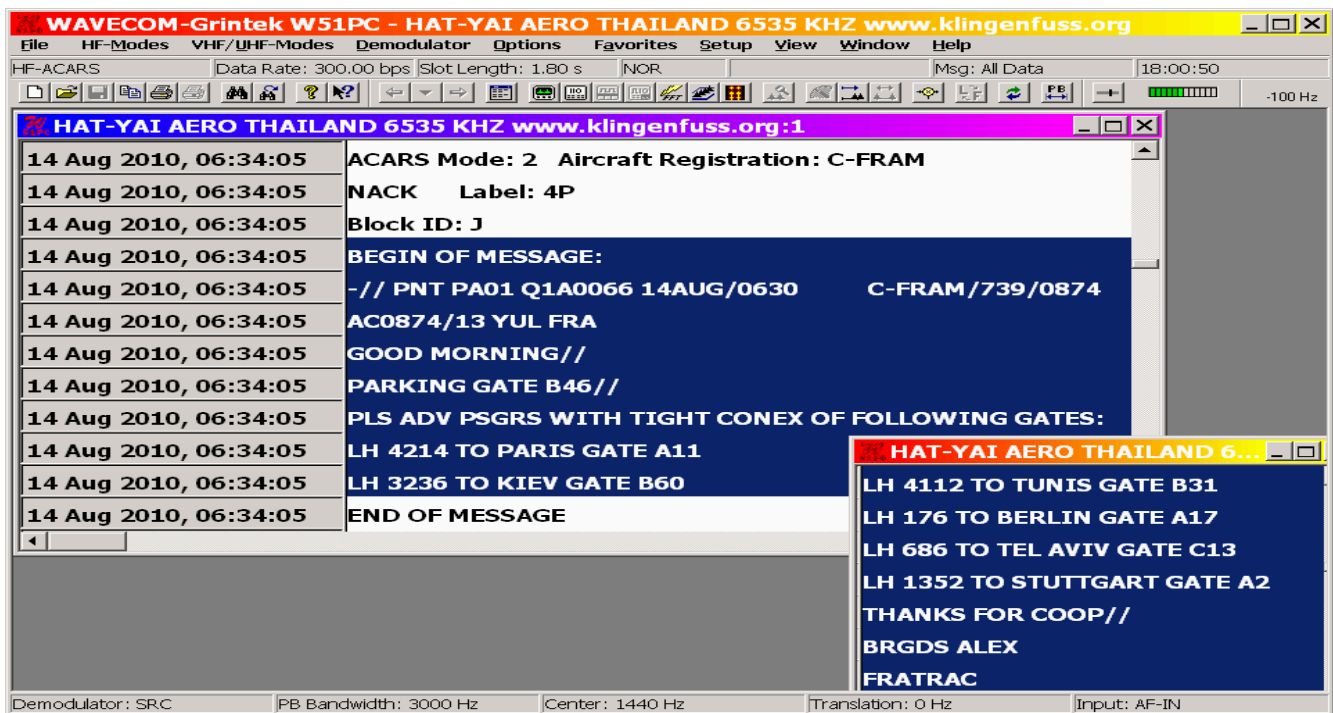 WAVECOM-Grintek W51PC - HAT-YAI AERO THAILAND 6535 KHZ www.klingenfuss.org
File HF-Modes VHF/UHF-Modes Demodulator Options Favorites Setup View Window Help
HF-ACARS Data Rate: 300.00 bps Slot Length: 1.80 s NOR Msg: All Data 18:00:50
-100 Hz
HAT-YAI AERO THAILAND 6535 KHZ www.klingenfuss.org:1
14 Aug 2010, 06:34:05 ACARS Mode: 2 Aircraft Registration: C-FRAM
14 Aug 2010, 06:34:05 NACK Label: 4P
14 Aug 2010, 06:34:05 Block ID: J
14 Aug 2010, 06:34:05 BEGIN OF MESSAGE:
14 Aug 2010, 06:34:05 -// PNT PA01 Q1A0066 14AUG/0630 C-FRAM/739/0874
14 Aug 2010, 06:34:05 AC0874/13 YUL FRA
14 Aug 2010, 06:34:05 GOOD MORNING//
14 Aug 2010, 06:34:05 PARKING GATE B46//
14 Aug 2010, 06:34:05 PLS ADV PSGRS WITH TIGHT CONEX OF FOLLOWING GATES:
14 Aug 2010, 06:34:05 LH 4214 TO PARIS GATE A11
14 Aug 2010, 06:34:05 LH 3236 TO KIEV GATE B60
14 Aug 2010, 06:34:05 END OF MESSAGE
HAT-YAI AERO THAILAND 6...
LH 4112 TO TUNIS GATE B31
LH 176 TO BERLIN GATE A17
LH 686 TO TEL AVIV GATE C13
LH 1352 TO STUTTGART GATE A2
THANKS FOR COOP//
BRGDS ALEX
FRATRAC
Demodulator: SRC PB Bandwidth: 3000 Hz Center: 1440 Hz Translation: 0 Hz Input: AF-IN